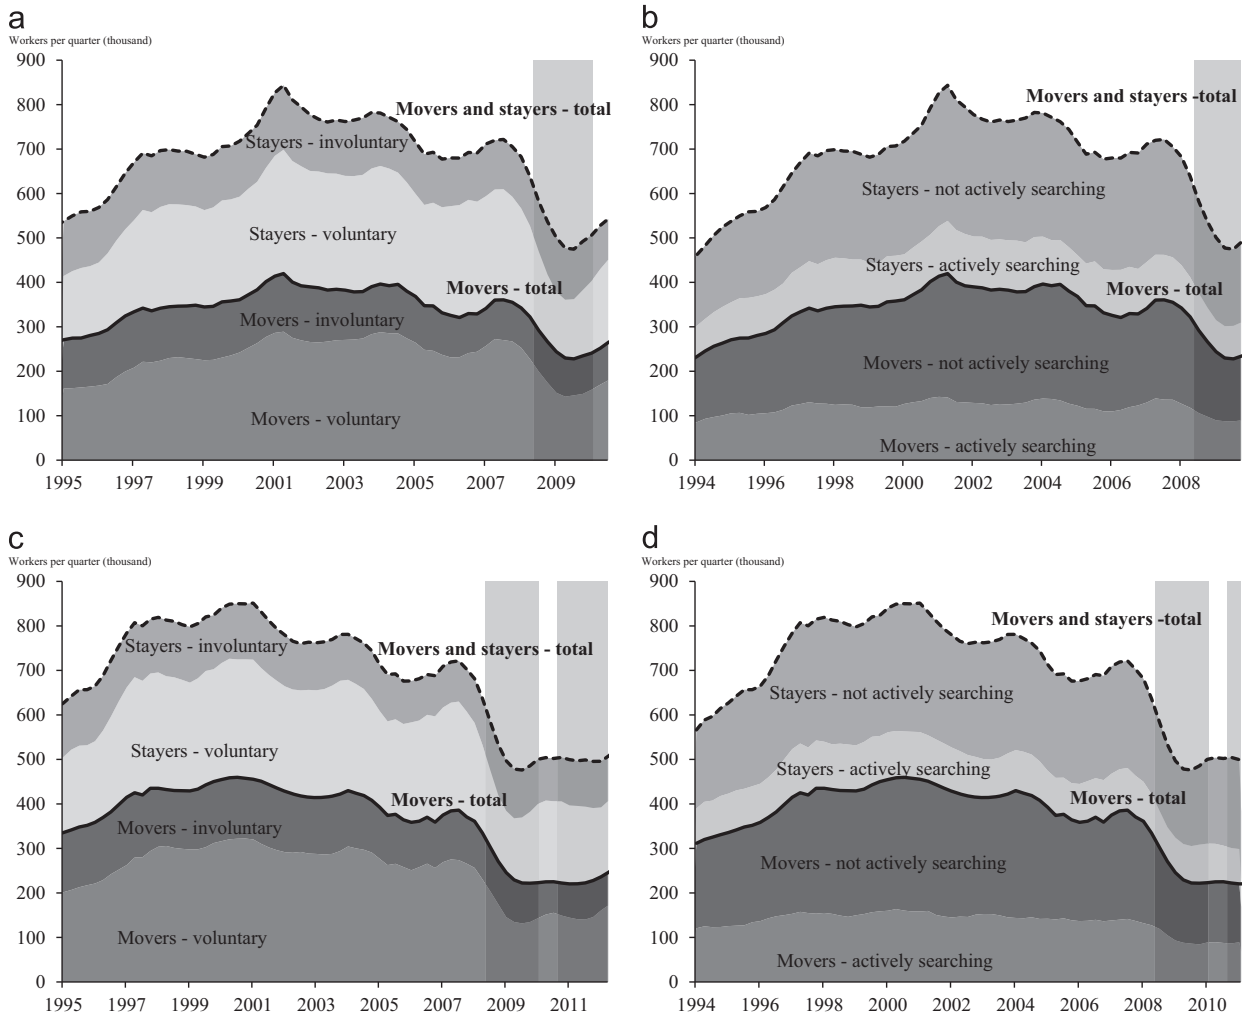 a
Workers per quarter (thousand)
900
800
700
600
500
400
300
200
100
0
Movers and stayers - total
Stayers - involuntary
Stayers - voluntary
Movers - total
Movers - involuntary
Movers - voluntary
1995 1997 1999 2001 2003 2005 2007 2009
b
Workers per quarter (thousand)
900
800
700
600
500
400
300
200
100
0
Movers and stayers -total
Stayers - not actively searching
Stayers - actively searching
Movers - total
Movers - not actively searching
Movers - actively searching
1994 1996 1998 2000 2002 2004 2006 2008
c
Workers per quarter (thousand)
900
800
700
600
500
400
300
200
100
0
Stayers - involuntary
Movers and stayers - total
Stayers - voluntary
Movers - total
Movers - involuntary
Movers - voluntary
1995 1997 1999 2001 2003 2005 2007 2009 2011
d
Workers per quarter (thousand)
900
800
700
600
500
400
300
200
100
0
Movers and stayers -total
Stayers - not actively searching
Stayers - actively searching
Movers - total
Movers - not actively searching
Movers - actively searching
1994 1996 1998 2000 2002 2004 2006 2008 2010